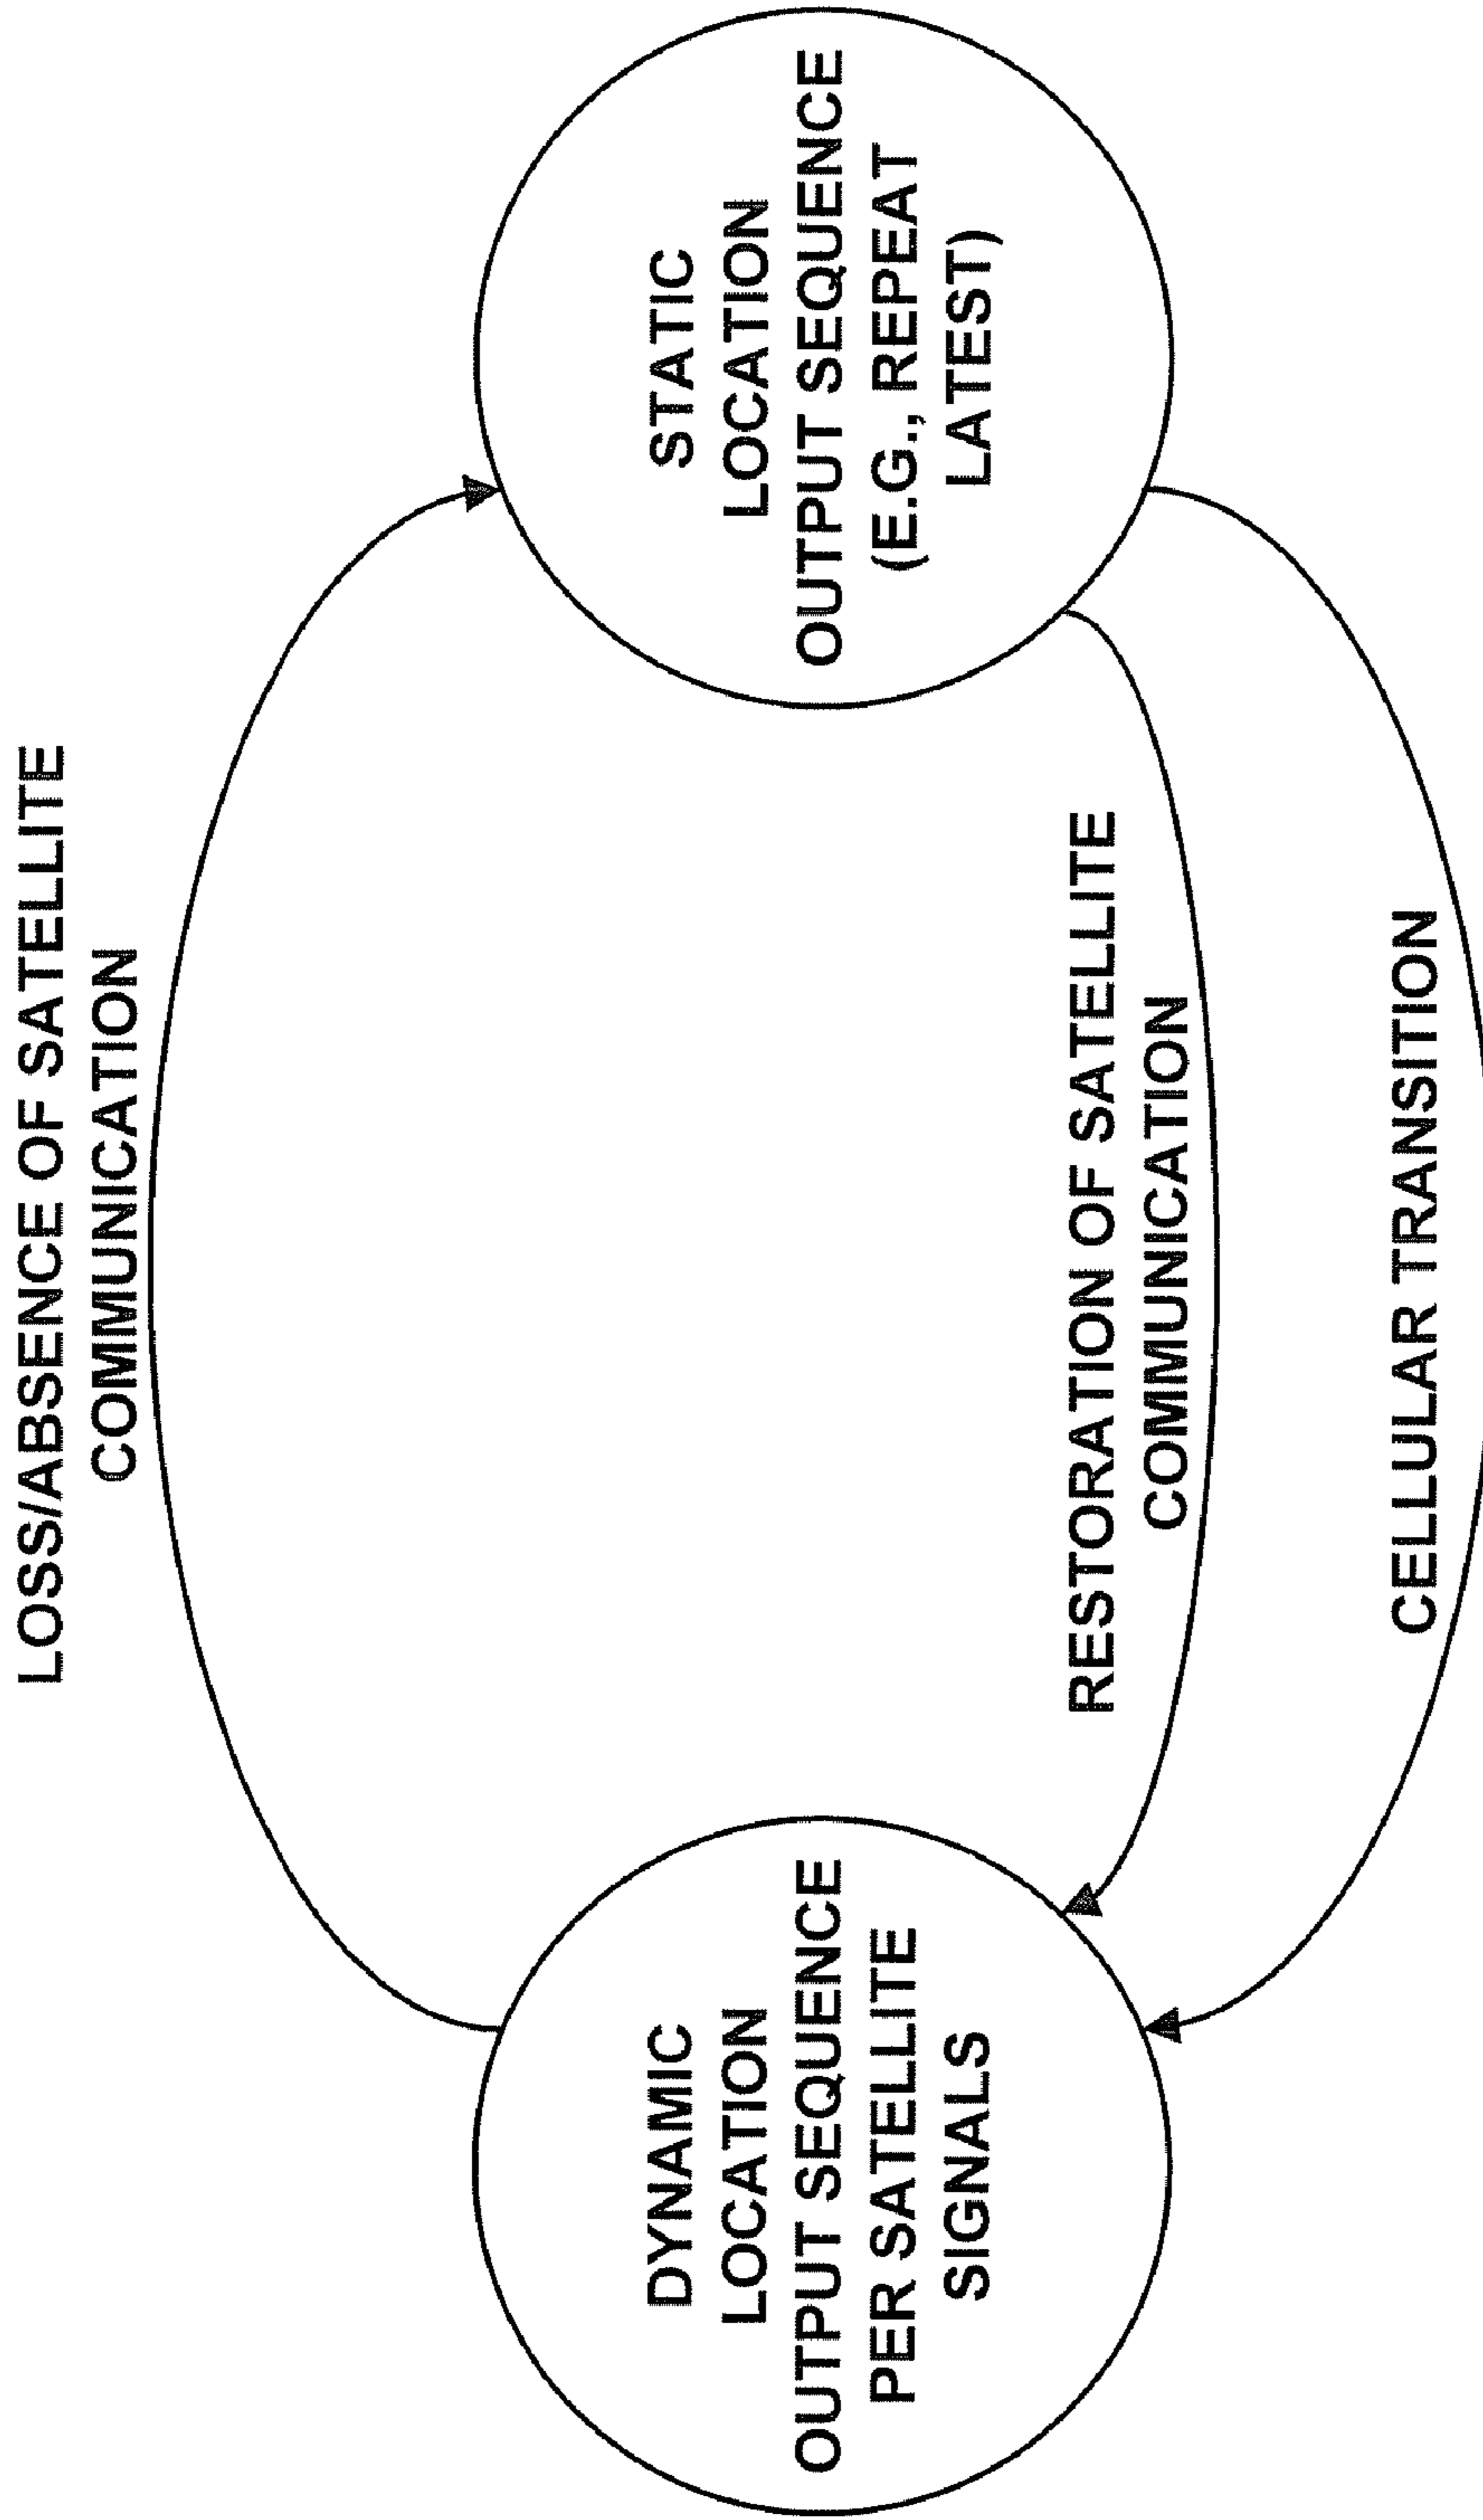 LOSS/ABSENCE OF SATELLITE
COMMUNICATION
DYNAMIC
LOCATION
OUTPUT SEQUENCE
PER SATELLITE
SIGNALS
STATIC
LOCATION
OUTPUT SEQUENCE
(E.G., REPEAT
LATEST)
RESTORATION OF SATELLITE
COMMUNICATION
CELLULAR TRANSITION